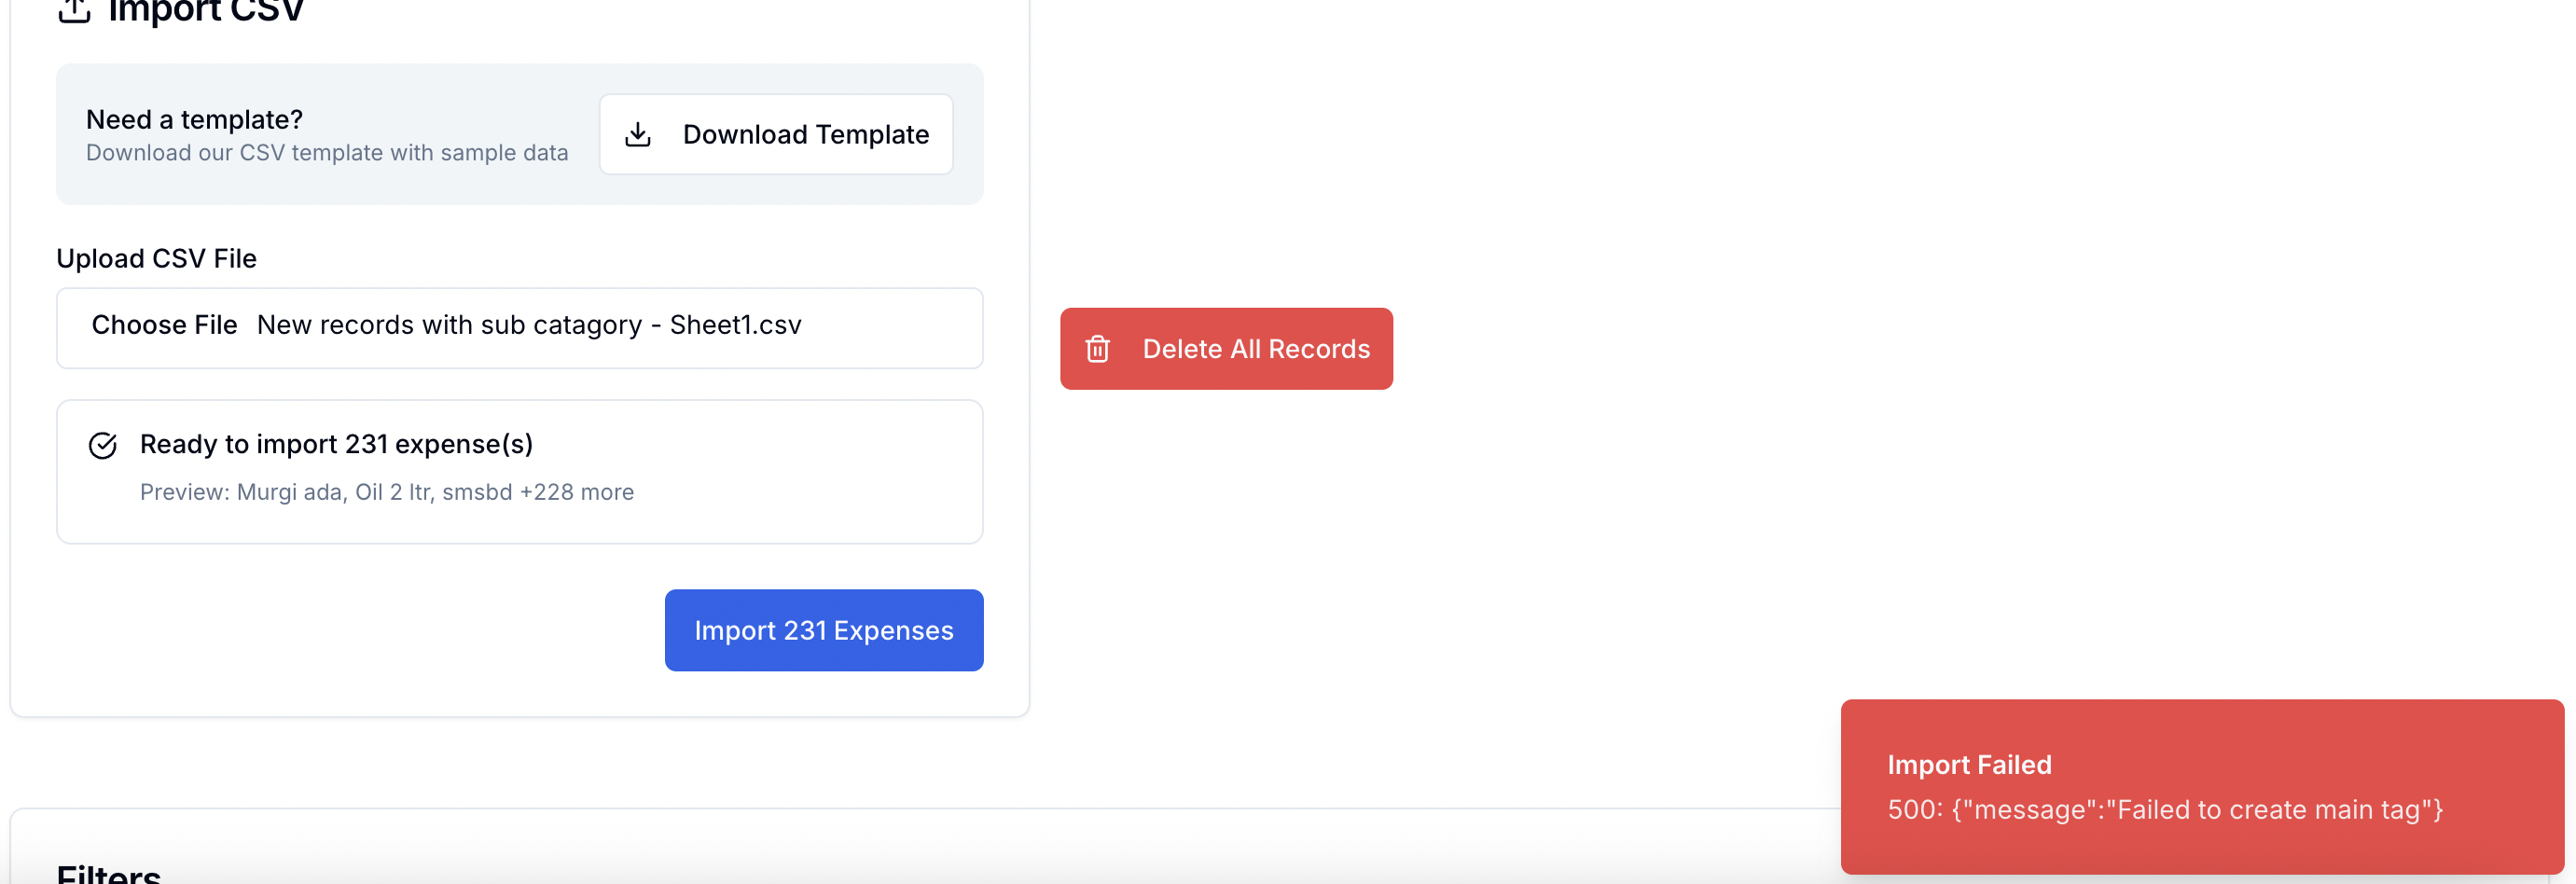 Import CSV
Need a template?
Download our CSV template with sample data
Download Template
Upload CSV File
Choose File New records with sub catagory - Sheet1.csv
Delete All Records
Ready to import 231 expense(s)
Preview: Murgi ada, Oil 2 ltr, smsbd +228 more
Import 231 Expenses
Import Failed
500: {"message":"Failed to create main tag"}
Filters